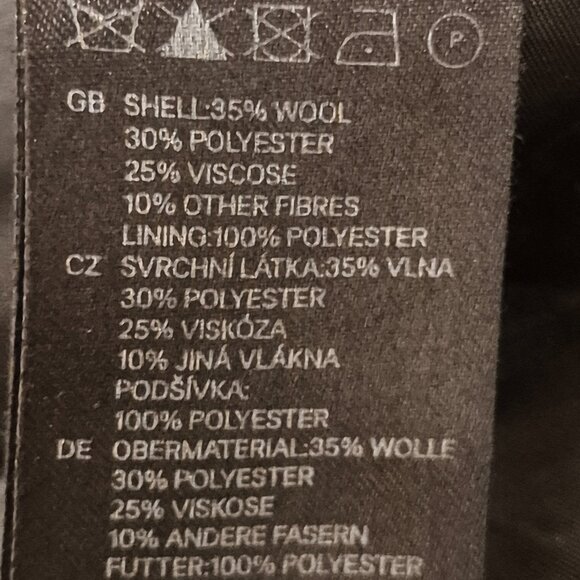 P
GB SHELL:35% WOOL
30% POLYESTER
25% VISCOSE
10% OTHER FIBRES
LINING:100% POLYESTER
CZ SVRCHNÍ LÁTKA:35% VLNA
30% POLYESTER
25% VISKÓZA
10% JINÁ VLÁKNA
PODŠÍVKA:
100% POLYESTER
DE OBERMATERIAL:35% WOLLE
30% POLYESTER
25% VISKOSE
10% ANDERE FASERN
FUTTER:100% POLYESTER